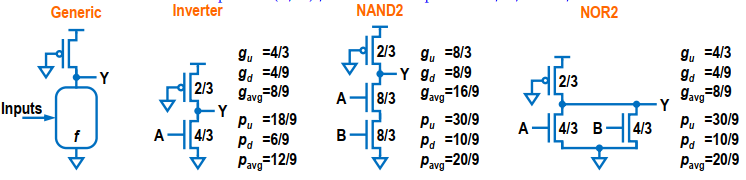 Generic
Y
Inputs
f
Inverter
2/3
Y
A
4/3
gu =4/3
gd =4/9
gavg=8/9
pu =18/9
pd =6/9
pavg=12/9
NAND2
2/3
Y
A
8/3
B
8/3
gu =8/3
gd =8/9
gavg=16/9
pu =30/9
pd =10/9
pavg=20/9
NOR2
2/3
Y
A
4/3
B
4/3
gu =4/3
gd =4/9
gavg=8/9
pu =30/9
pd =10/9
pavg=20/9